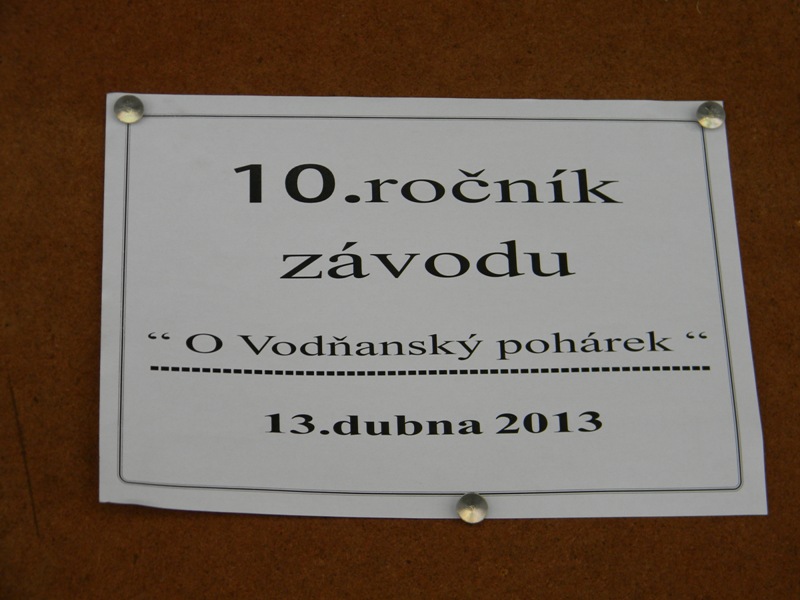 10.ročník
závodu
“ O Vodňanský pohárek “
13.dubna 2013